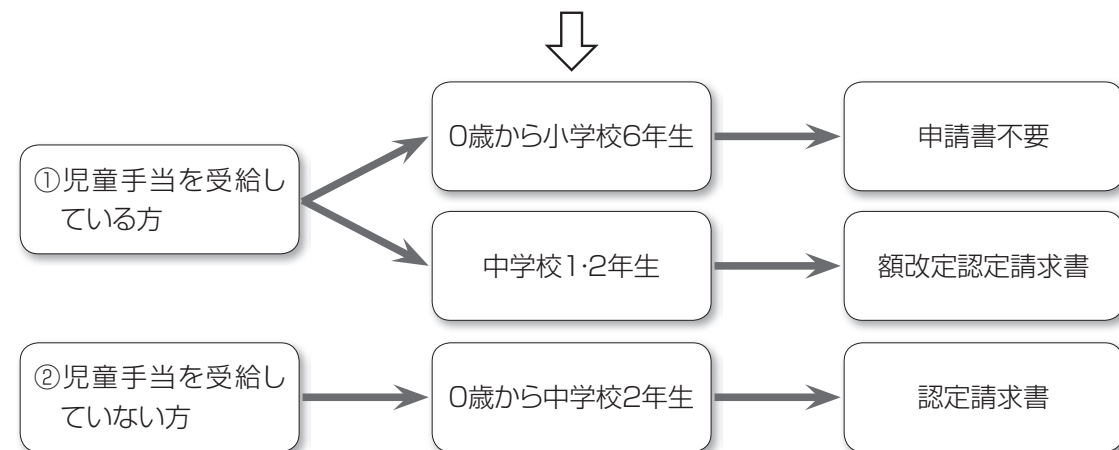 ①児童手当を受給し
ている方
0歳から小学校6年生
申請書不要
中学校1・2年生
額改定認定請求書
②児童手当を受給し
ていない方
0歳から中学校2年生
認定請求書